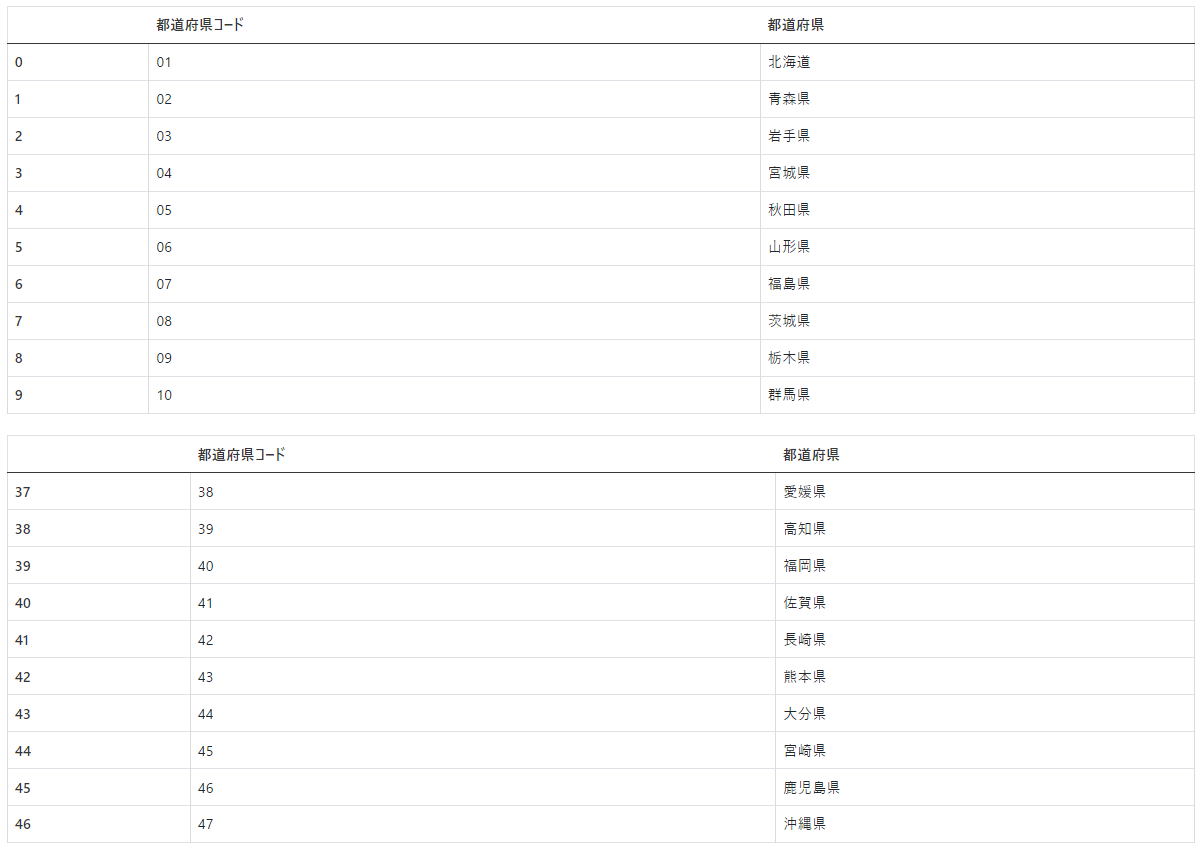 都道府県コード 都道府県
0 01 北海道
1 02 青森県
2 03 岩手県
3 04 宮城県
4 05 秋田県
5 06 山形県
6 07 福島県
7 08 茨城県
8 09 栃木県
9 10 群馬県
都道府県コード 都道府県
37 38 愛媛県
38 39 高知県
39 40 福岡県
40 41 佐賀県
41 42 長崎県
42 43 熊本県
43 44 大分県
44 45 宮崎県
45 46 鹿児島県
46 47 沖縄県